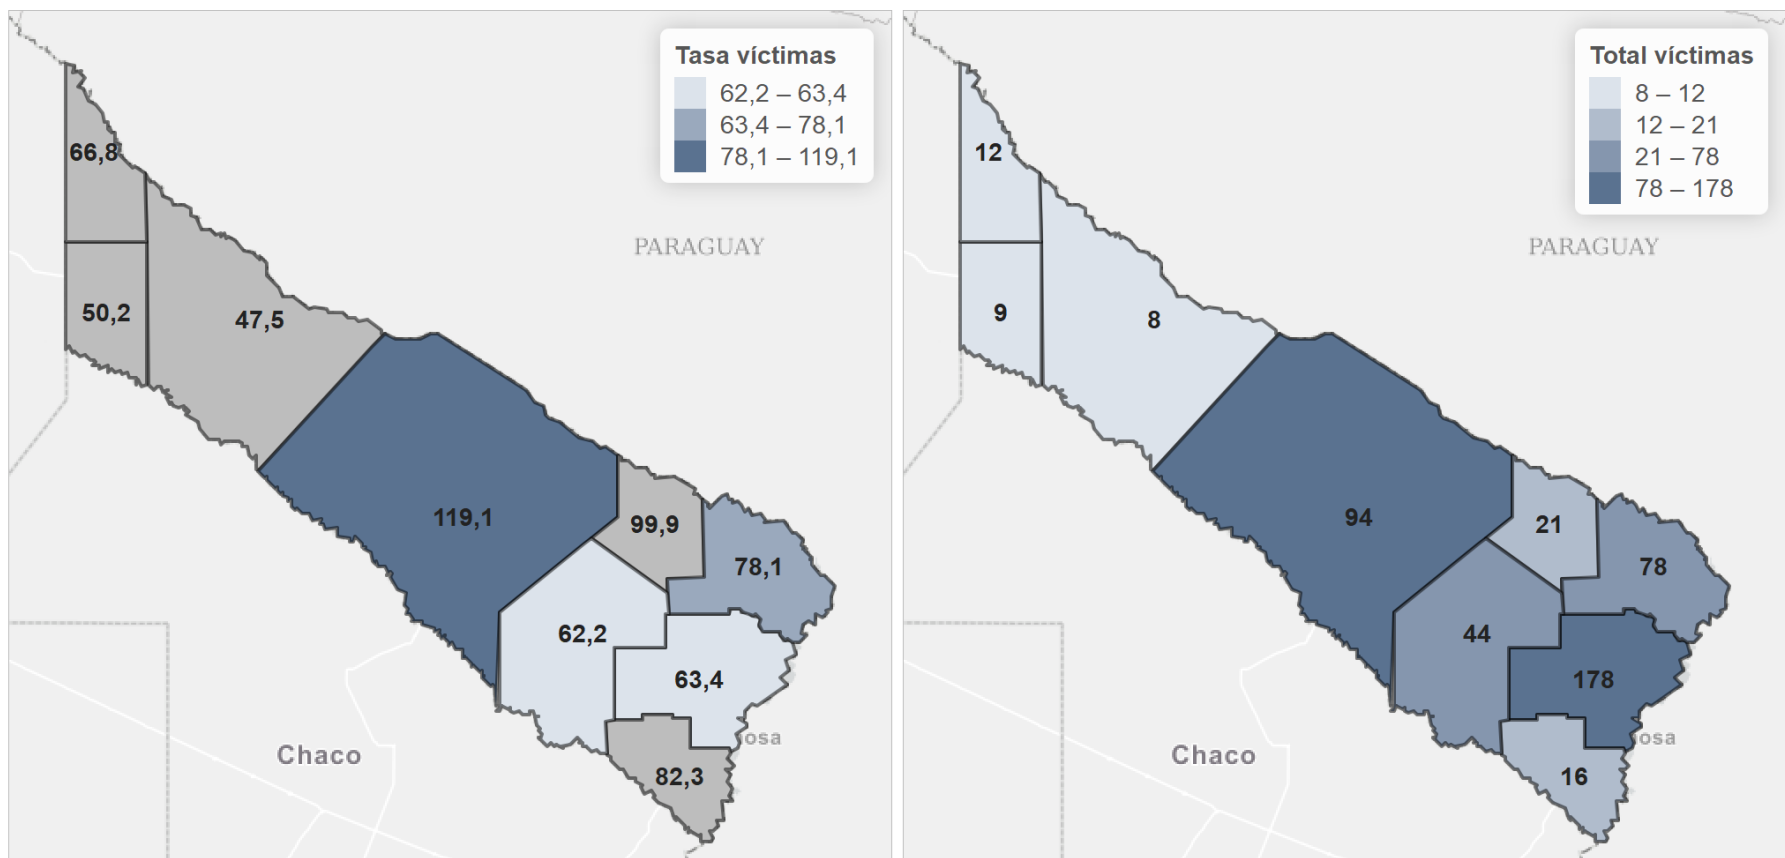 Tasa víctimas
62,2 – 63,4
63,4 – 78,1
78,1 – 119,1
66,8
PARAGUAY
50,2
47,5
119,1
99,9
78,1
62,2
63,4
osa
Chaco
82,3
Total víctimas
8 – 12
12 – 21
21 – 78
78 – 178
12
PARAGUAY
9
8
94
21
78
44
178
osa
Chaco
16